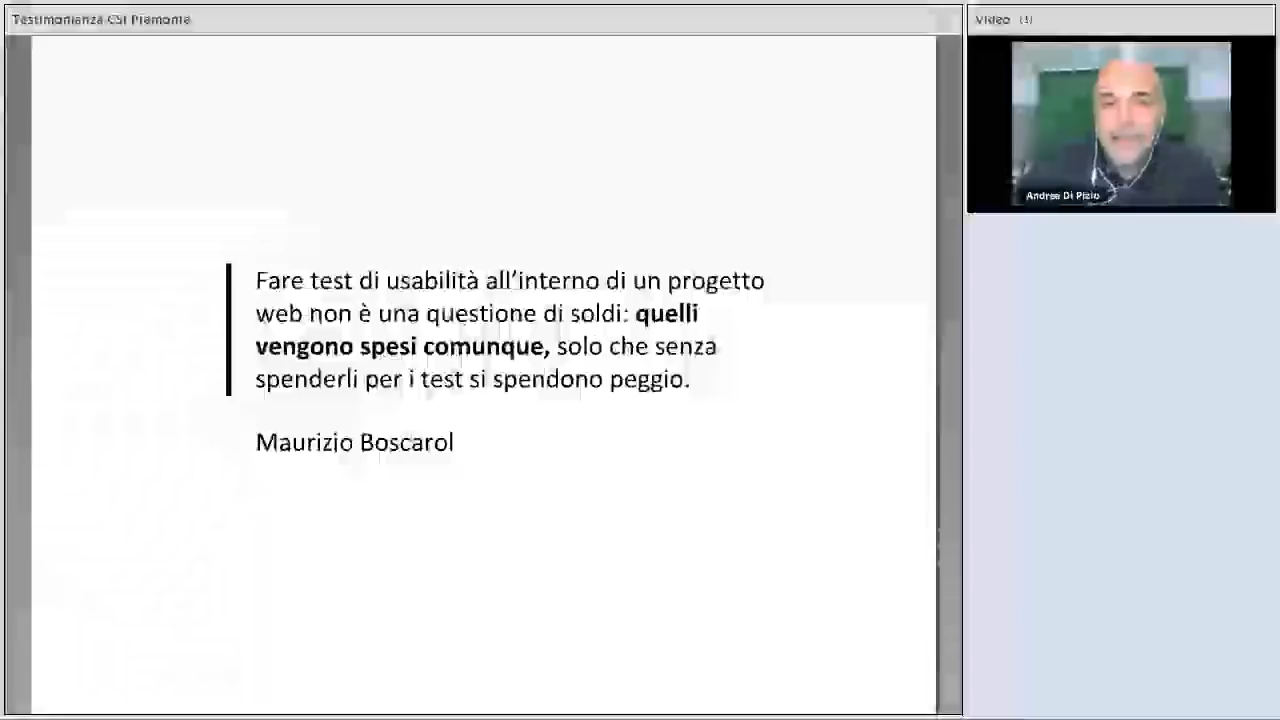 Testimonianza CSI Piemonte
Video (1)
Andrea Di Pizio
Fare test di usabilità all’interno di un progetto
web non è una questione di soldi: quelli
vengono spesi comunque, solo che senza
spenderli per i test si spendono peggio.
Maurizio Boscarol